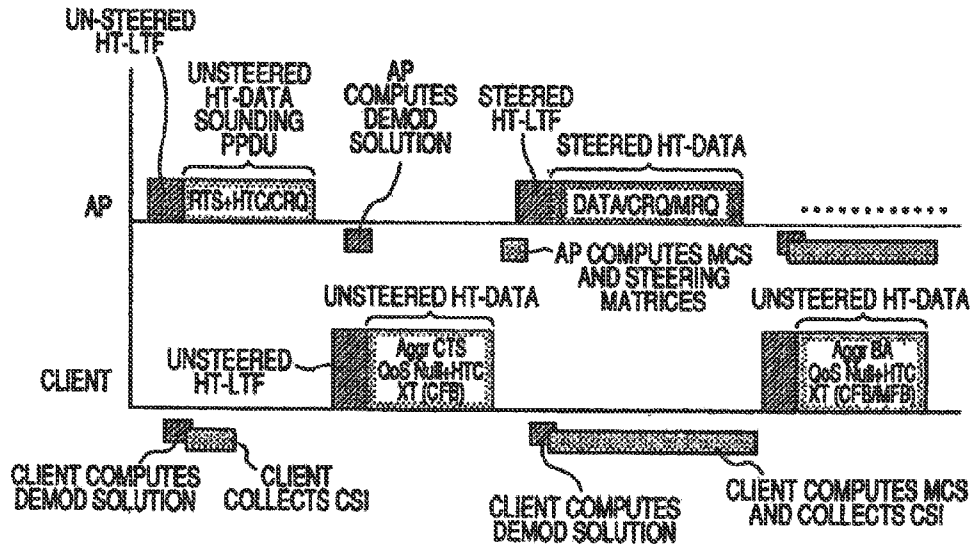 UN-STEERED
HT-LTF
UNSTEERED
HT-DATA
SOUNDING
PPDU
AP
COMPUTES
DEMOD
SOLUTION
STEERED
HT-LTF
STEERED HT-DATA
AP
RTS+HTC/CRQ
DATA/CRQ/MRQ
AP COMPUTES MCS
AND STEERING
MATRICES
UNSTEERED HT-DATA
UNSTEERED HT-DATA
CLIENT
UNSTEERED
HT-LTF
Aggr CTS
QoS Null+HTC
XT (CFB)
Aggr BA
QoS Null+HTC
XT (CFB/MFB)
CLIENT COMPUTES
DEMOD SOLUTION
CLIENT
COLLECTS CSI
CLIENT COMPUTES
DEMOD SOLUTION
CLIENT COMPUTES MCS
AND COLLECTS CSI